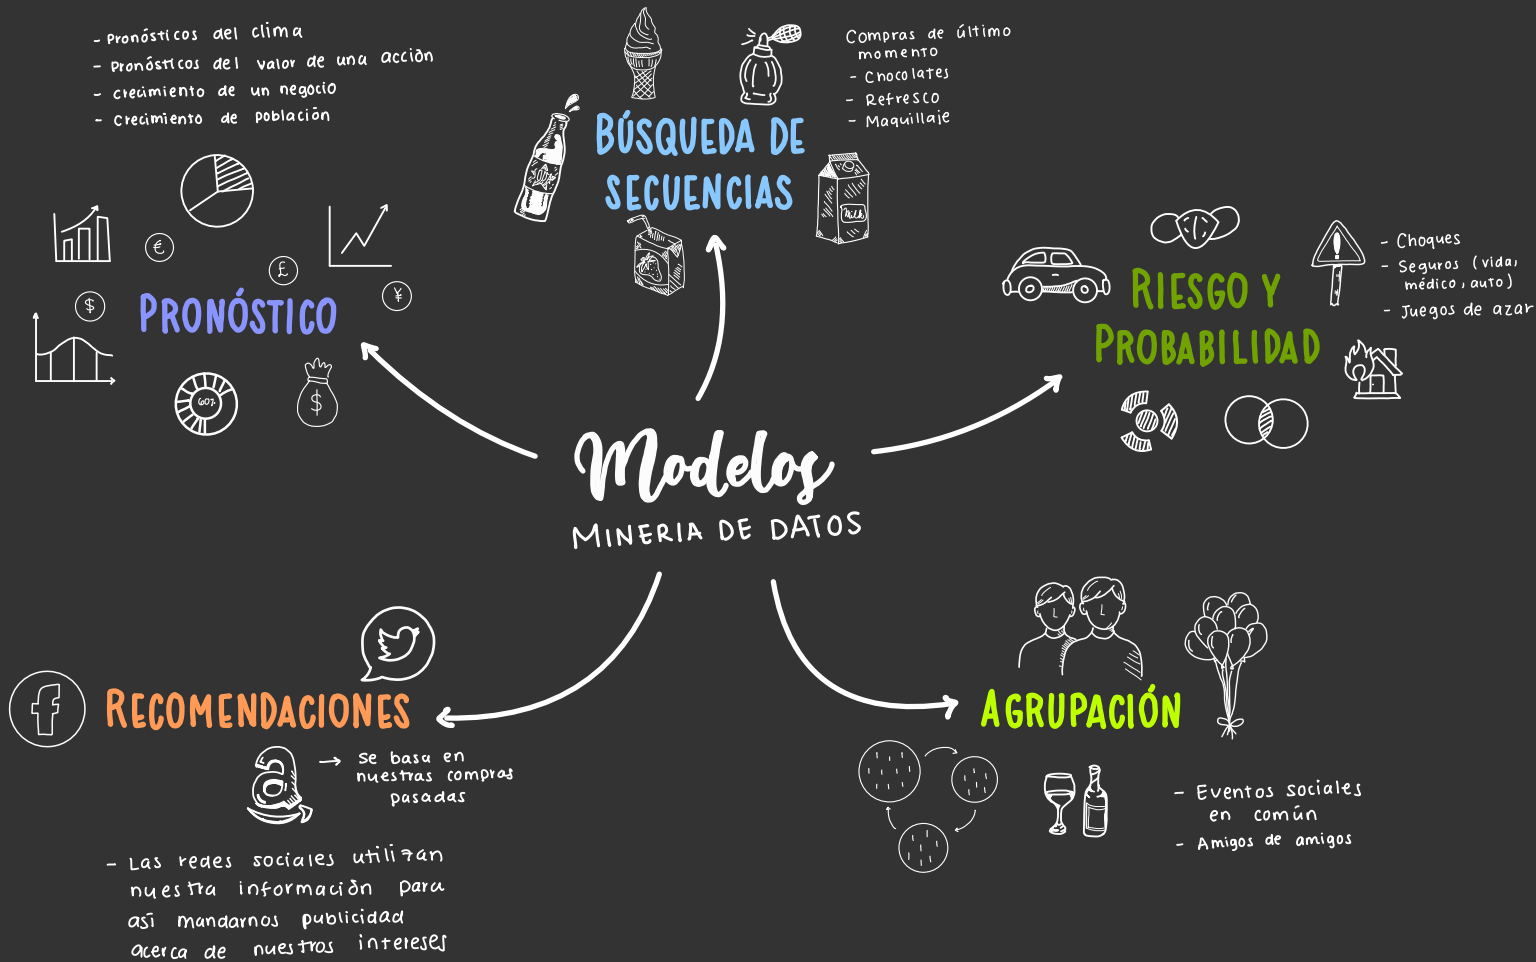 - Pronósticos del clima
- Pronósticos del valor de una acción
- Crecimiento de un negocio
- Crecimiento de población
€
£
$
¥
PRONÓSTICO
60%
$
BÚSQUEDA DE
SECUENCIAS
Milk
Compras de último
momento
- Chocolates
- Refresco
- Maquillaje
RIESGO Y
PROBABILIDAD
- Choques
- Seguros (vida,
médico, auto)
- Juegos de azar
Modelos
MINERIA DE DATOS
f
RECOMENDACIONES
a
→ Se basa en
nuestras compras
pasadas
- Las redes sociales utilizan
nuestra información para
así mandarnos publicidad
acerca de nuestros intereses
AGRUPACIÓN
- Eventos sociales
en común
- Amigos de amigos